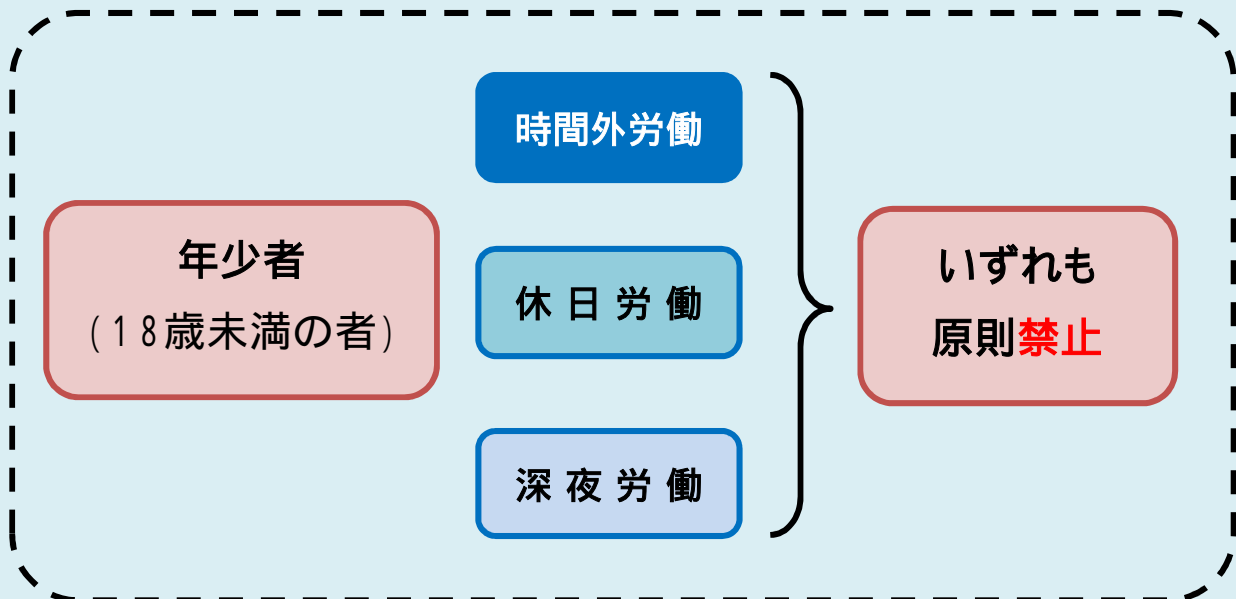 時間外労働
年少者
(18歳未満の者)
休日労働
いずれも
原則禁止
深夜労働